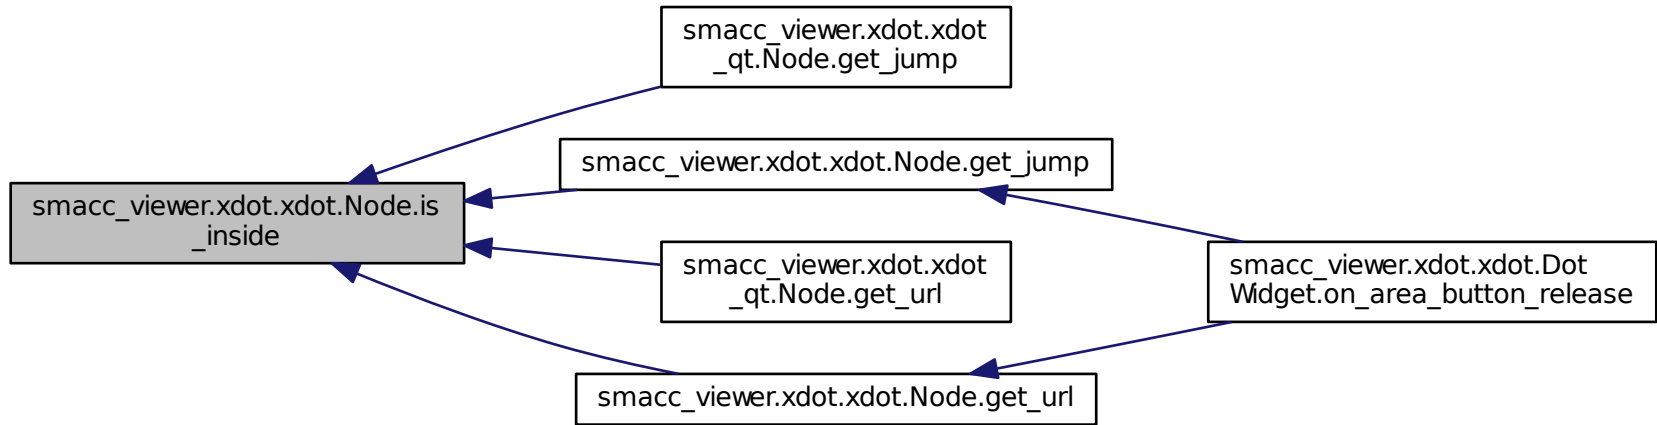 smacc_viewer.xdot.xdot
_qt.Node.get_jump
smacc_viewer.xdot.xdot.Node.get_jump
smacc_viewer.xdot.xdot.Node.is
_inside
smacc_viewer.xdot.xdot
_qt.Node.get_url
smacc_viewer.xdot.xdot.Dot
Widget.on_area_button_release
smacc_viewer.xdot.xdot.Node.get_url